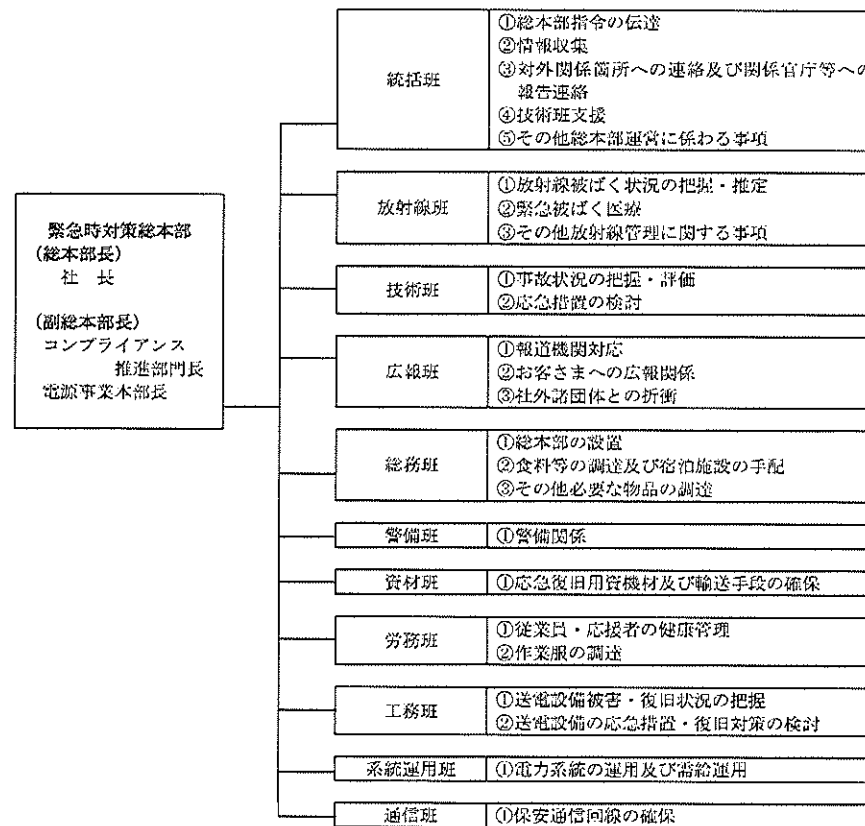 緊急時対策総本部
(総本部長)
社 長
(副総本部長)
コンプライアンス
推進部門長
電源事業本部長
統括班
①総本部指令の伝達
②情報収集
③対外関係箇所への連絡及び関係官庁等への
報告連絡
④技術班支援
⑤その他総本部運営に係わる事項
放射線班
①放射線被ばく状況の把握・推定
②緊急被ばく医療
③その他放射線管理に関する事項
技術班
①事故状況の把握・評価
②応急措置の検討
広報班
①報道機関対応
②お客さまへの広報関係
③社外諸団体との折衝
総務班
①総本部の設置
②食料等の調達及び宿泊施設の手配
③その他必要な物品の調達
警備班
①警備関係
資材班
①応急復旧用資機材及び輸送手段の確保
労務班
①従業員・応援者の健康管理
②作業服の調達
工務班
①送電設備被害・復旧状況の把握
②送電設備の応急措置・復旧対策の検討
系統運用班
①電力系統の運用及び需給運用
通信班
①保安通信回線の確保